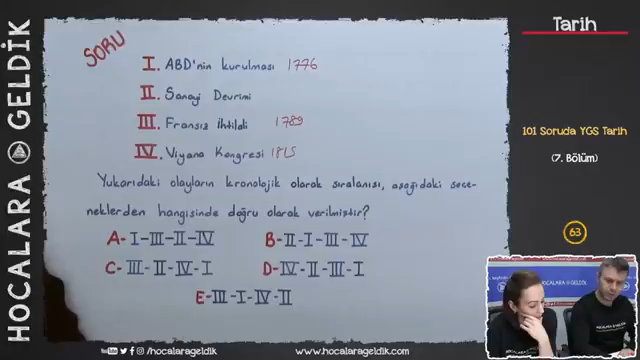 HOCALARA GELDİK
SORU
I. ABD'nin kurulması 1776
II. Sanayi Devrimi
III. Fransız İhtilali 1789
IV. Viyana Kongresi 1815
Yukarıdaki olayların kronolojik olarak sıralanışı, aşağıdaki seçe-
neklerden hangisinde doğru olarak verilmiştir?
A- I-III-II-IV
B- II-I-III-IV
C- III-II-IV-I
D- IV-II-III-I
E- III-I-IV-II
Tarih
101 Soruda YGS Tarih
(7. Bölüm)
63
/hocalarageldik
www.hocalarageldik.com